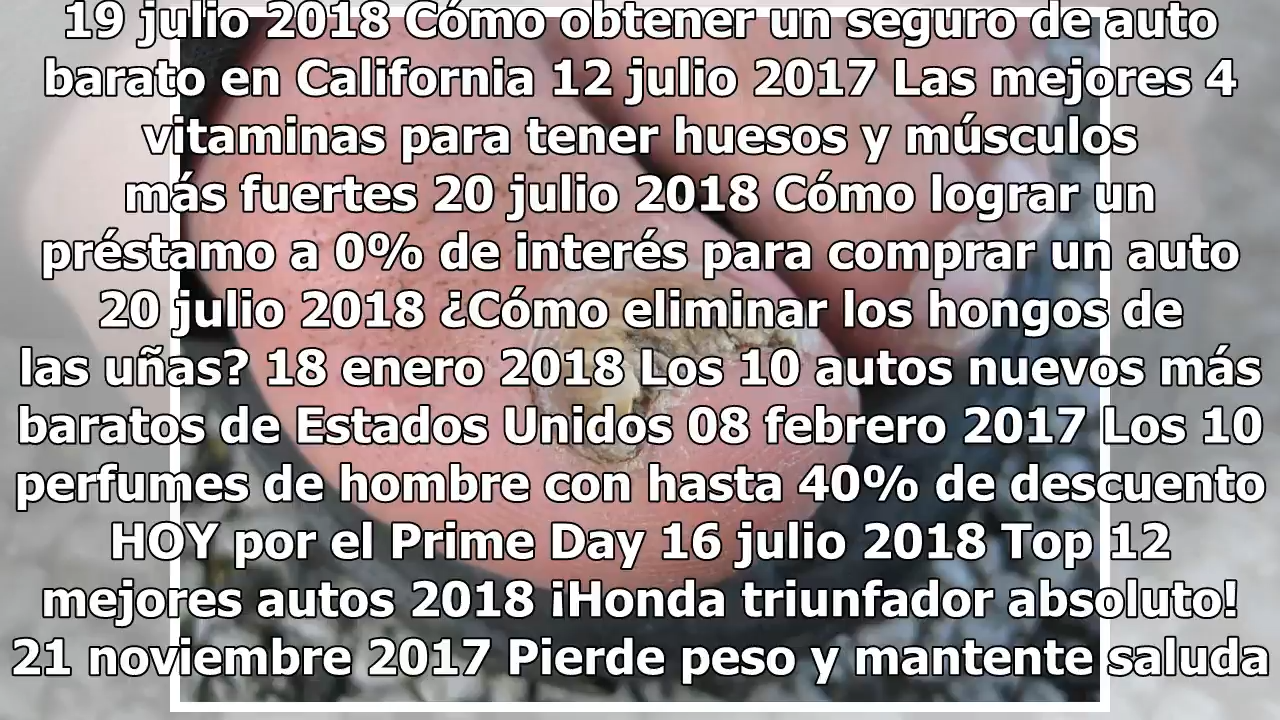 19 julio 2018 Cómo obtener un seguro de auto
barato en California 12 julio 2017 Las mejores 4
vitaminas para tener huesos y músculos
más fuertes 20 julio 2018 Cómo lograr un
préstamo a 0% de interés para comprar un auto
20 julio 2018 ¿Cómo eliminar los hongos de
las uñas? 18 enero 2018 Los 10 autos nuevos más
baratos de Estados Unidos 08 febrero 2017 Los 10
perfumes de hombre con hasta 40% de descuento
HOY por el Prime Day 16 julio 2018 Top 12
mejores autos 2018 ¡Honda triunfador absoluto!
21 noviembre 2017 Pierde peso y mantente saluda